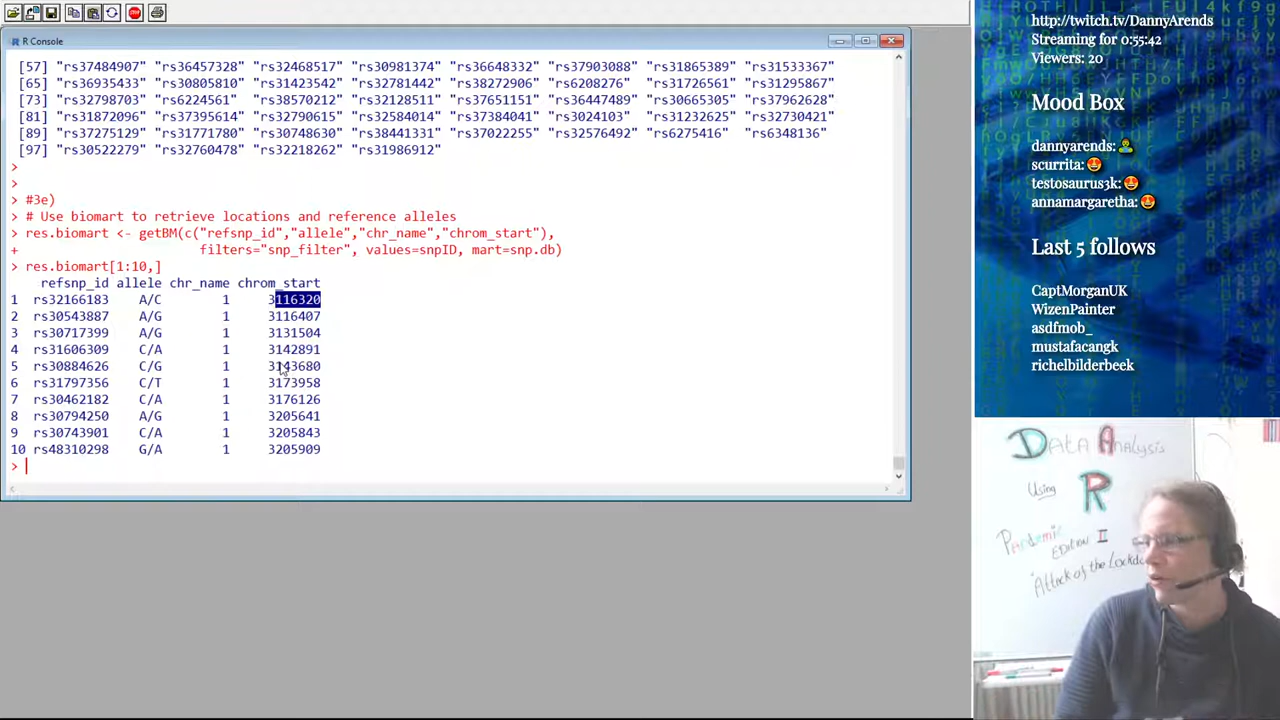 R Console
[57] "rs37484907" "rs36457328" "rs32468517" "rs32981374" "rs36648332" "rs37903088" "rs31865389" "rs31533367"
[65] "rs36935433" "rs30805810" "rs31423542" "rs32781442" "rs38272906" "rs6208276" "rs31726561" "rs31295867"
[73] "rs32798703" "rs6224561" "rs38570212" "rs32128511" "rs37651151" "rs36447489" "rs30665305" "rs37962628"
[81] "rs31872096" "rs37395614" "rs32790615" "rs32584014" "rs37384041" "rs3024103" "rs31232625" "rs32730421"
[89] "rs37275129" "rs31771780" "rs30748630" "rs38441331" "rs37022255" "rs32576492" "rs6275416" "rs6348136"
[97] "rs30522279" "rs32760478" "rs32218262" "rs31986912"
>
>
> #3e)
> # Use biomart to retrieve locations and reference alleles
> res.biomart <- getBM(c("refsnp_id","allele","chr_name","chrom_start"),
+ filters="snp_filter", values=snpID, mart=snp.db)
> res.biomart[1:10,]
refsnp_id allele chr_name chrom_start
1 rs32166183 A/C 1 3116320
2 rs30543887 A/G 1 3116407
3 rs30717399 A/G 1 3131504
4 rs31606309 C/A 1 3142891
5 rs30884626 C/G 1 3143680
6 rs31797356 C/T 1 3173958
7 rs30462182 C/A 1 3176126
8 rs30794250 A/G 1 3205641
9 rs30743901 C/A 1 3205843
10 rs48310298 G/A 1 3205909
>
http://twitch.tv/DannyArends
Streaming for 0:55:42
Viewers: 20
Mood Box
dannyarends:
scurrita:
testosaurus3k:
annamargaretha:
Last 5 follows
CaptMorganUK
WizenPainter
asdfmob_
mustafacangk
richelbilderbeek
Data Analysis
Using R
Pandemic
Edition II
'Attack of the